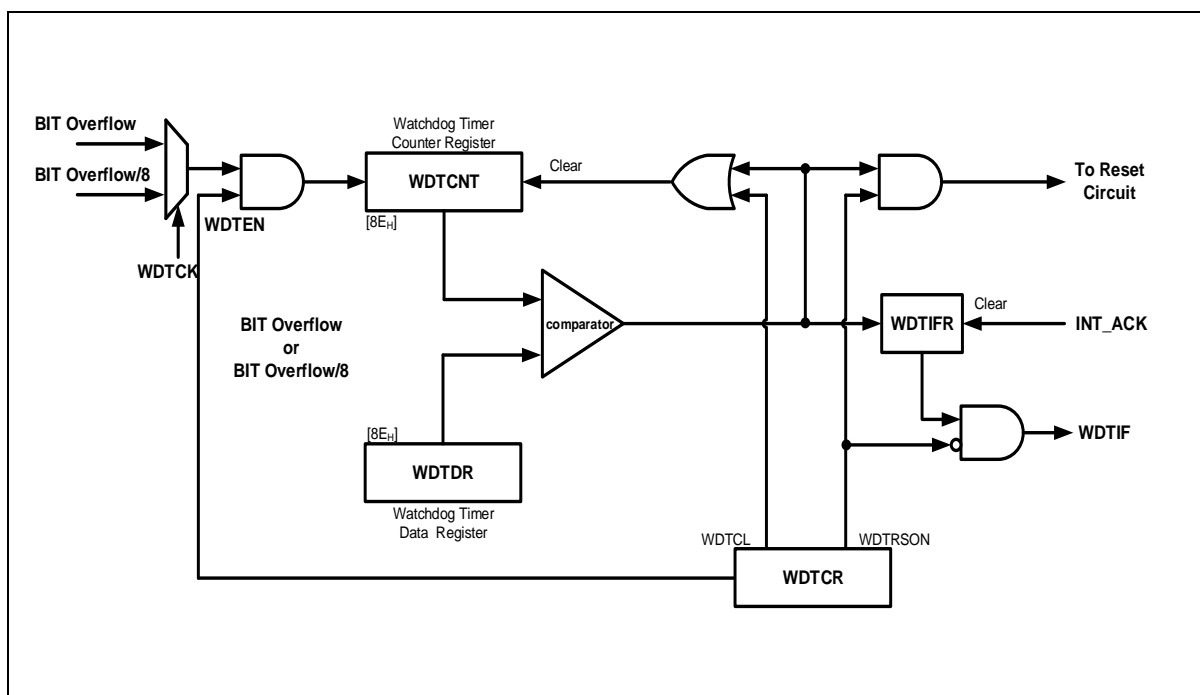 BIT Overflow
BIT Overflow/8
WDTCK
WDTEN
Watchdog Timer
Counter Register
WDTCNT
[8EH]
Clear
To Reset
Circuit
BIT Overflow
or
BIT Overflow/8
comparator
WDTIFR
Clear
INT_ACK
WDTIF
[8EH]
WDTDR
Watchdog Timer
Data Register
WDTCL
WDTRSON
WDTCR